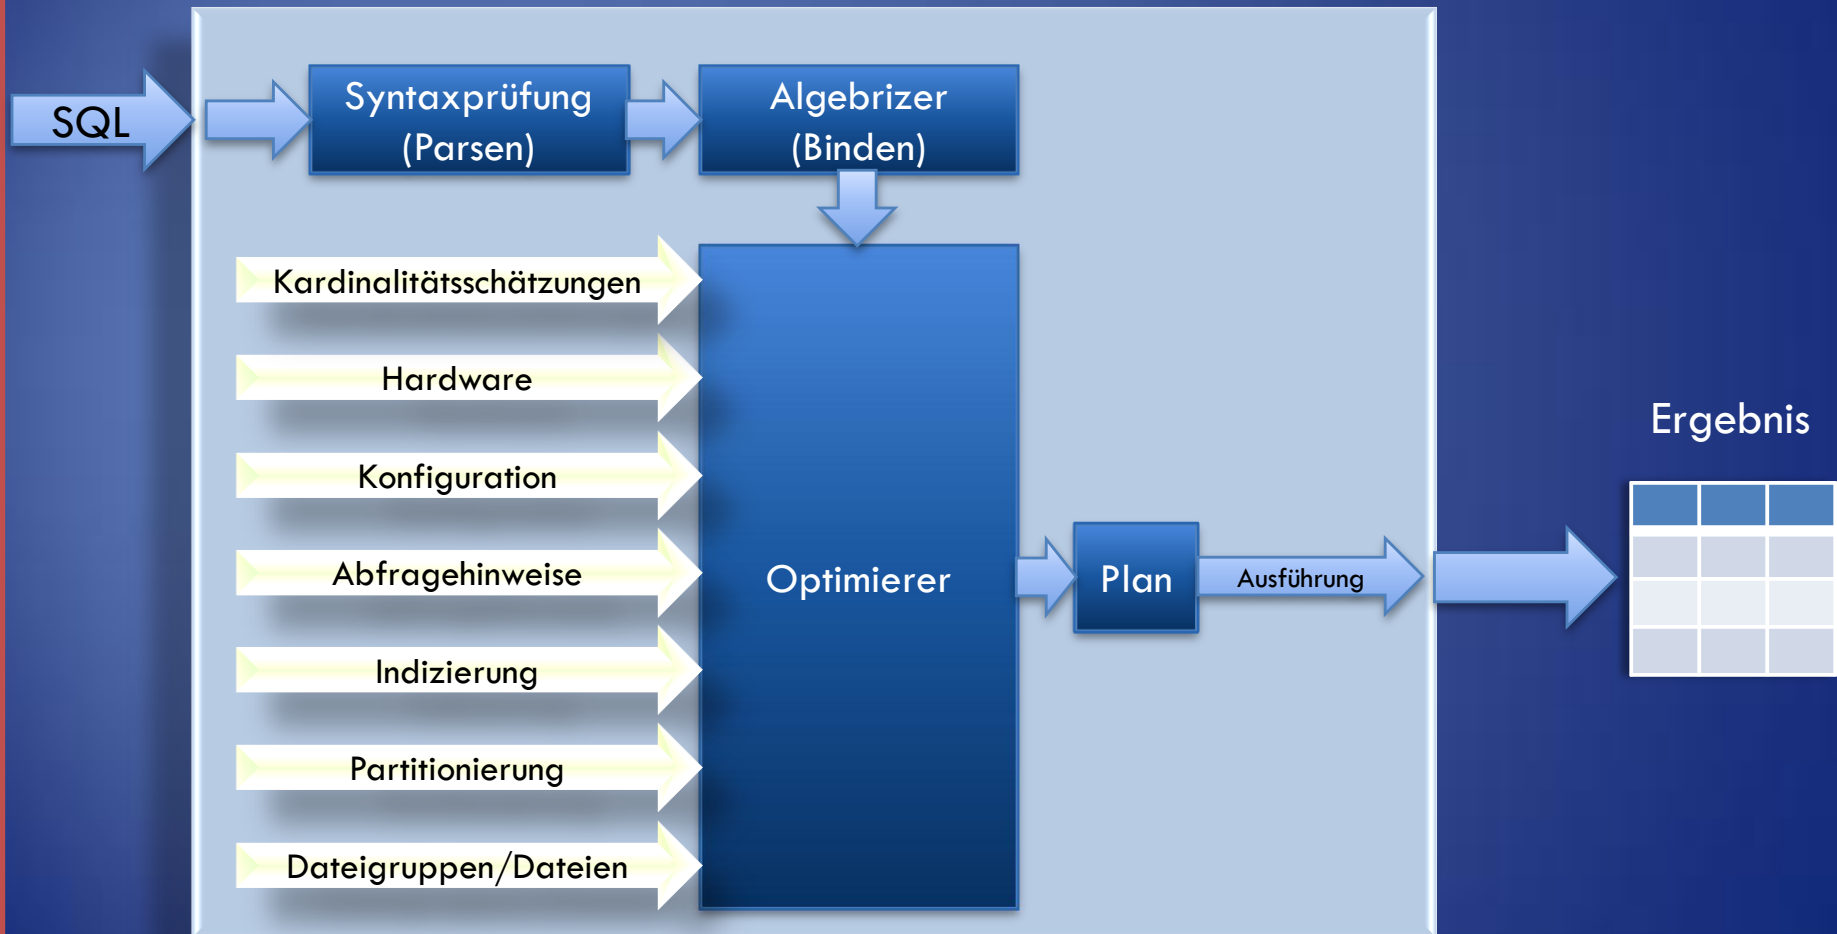 SQL
Syntaxprüfung
(Parsen)
Algebrizer
(Binden)
Kardinalitätsschätzungen
Hardware
Konfiguration
Abfragehinweise
Indizierung
Partitionierung
Dateigruppen/Dateien
Optimierer
Plan
Ausführung
Ergebnis